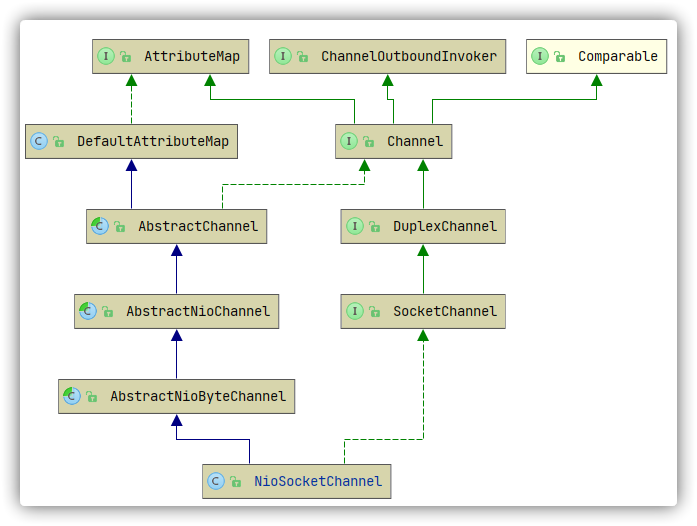 I AttributeMap
I ChannelOutboundInvoker
I Comparable
C DefaultAttributeMap
I Channel
C AbstractChannel
I DuplexChannel
C AbstractNioChannel
I SocketChannel
C AbstractNioByteChannel
C NioSocketChannel